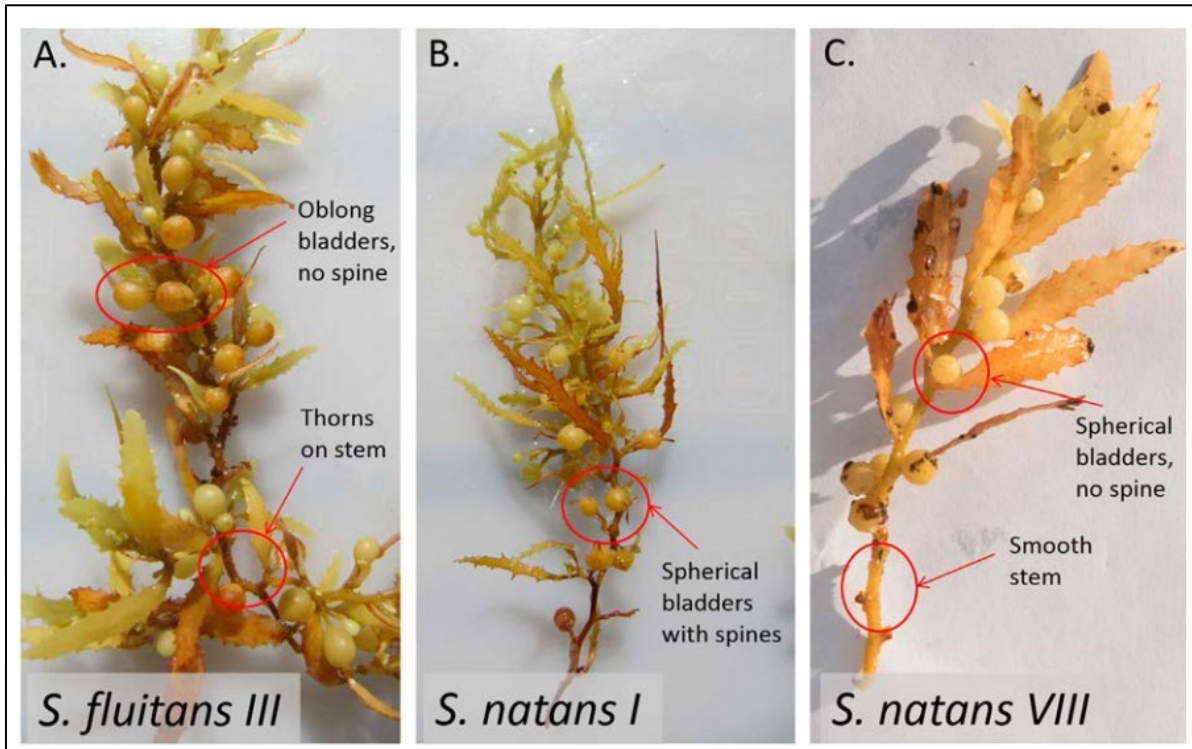 A.
Oblong
bladders,
no spine
Thorns
on stem
S. fluitans III
B.
Spherical
bladders
with spines
S. natans I
C.
Spherical
bladders,
no spine
Smooth
stem
S. natans VIII